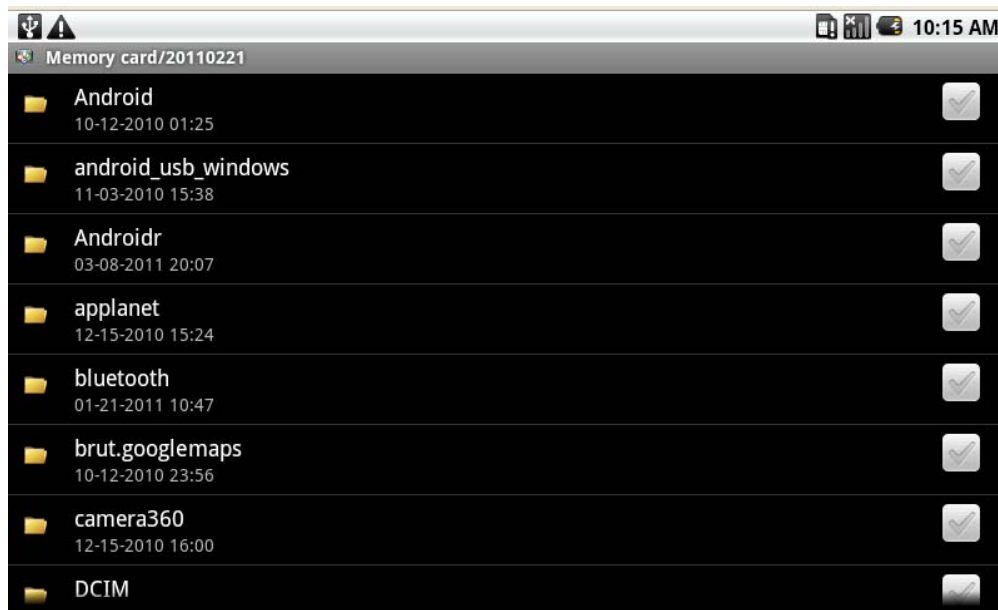 10:15 AM
Memory card/20110221
Android
10-12-2010 01:25
android_usb_windows
11-03-2010 15:38
Androidr
03-08-2011 20:07
applanet
12-15-2010 15:24
bluetooth
01-21-2011 10:47
brut.googlemaps
10-12-2010 23:56
camera360
12-15-2010 16:00
DCIM